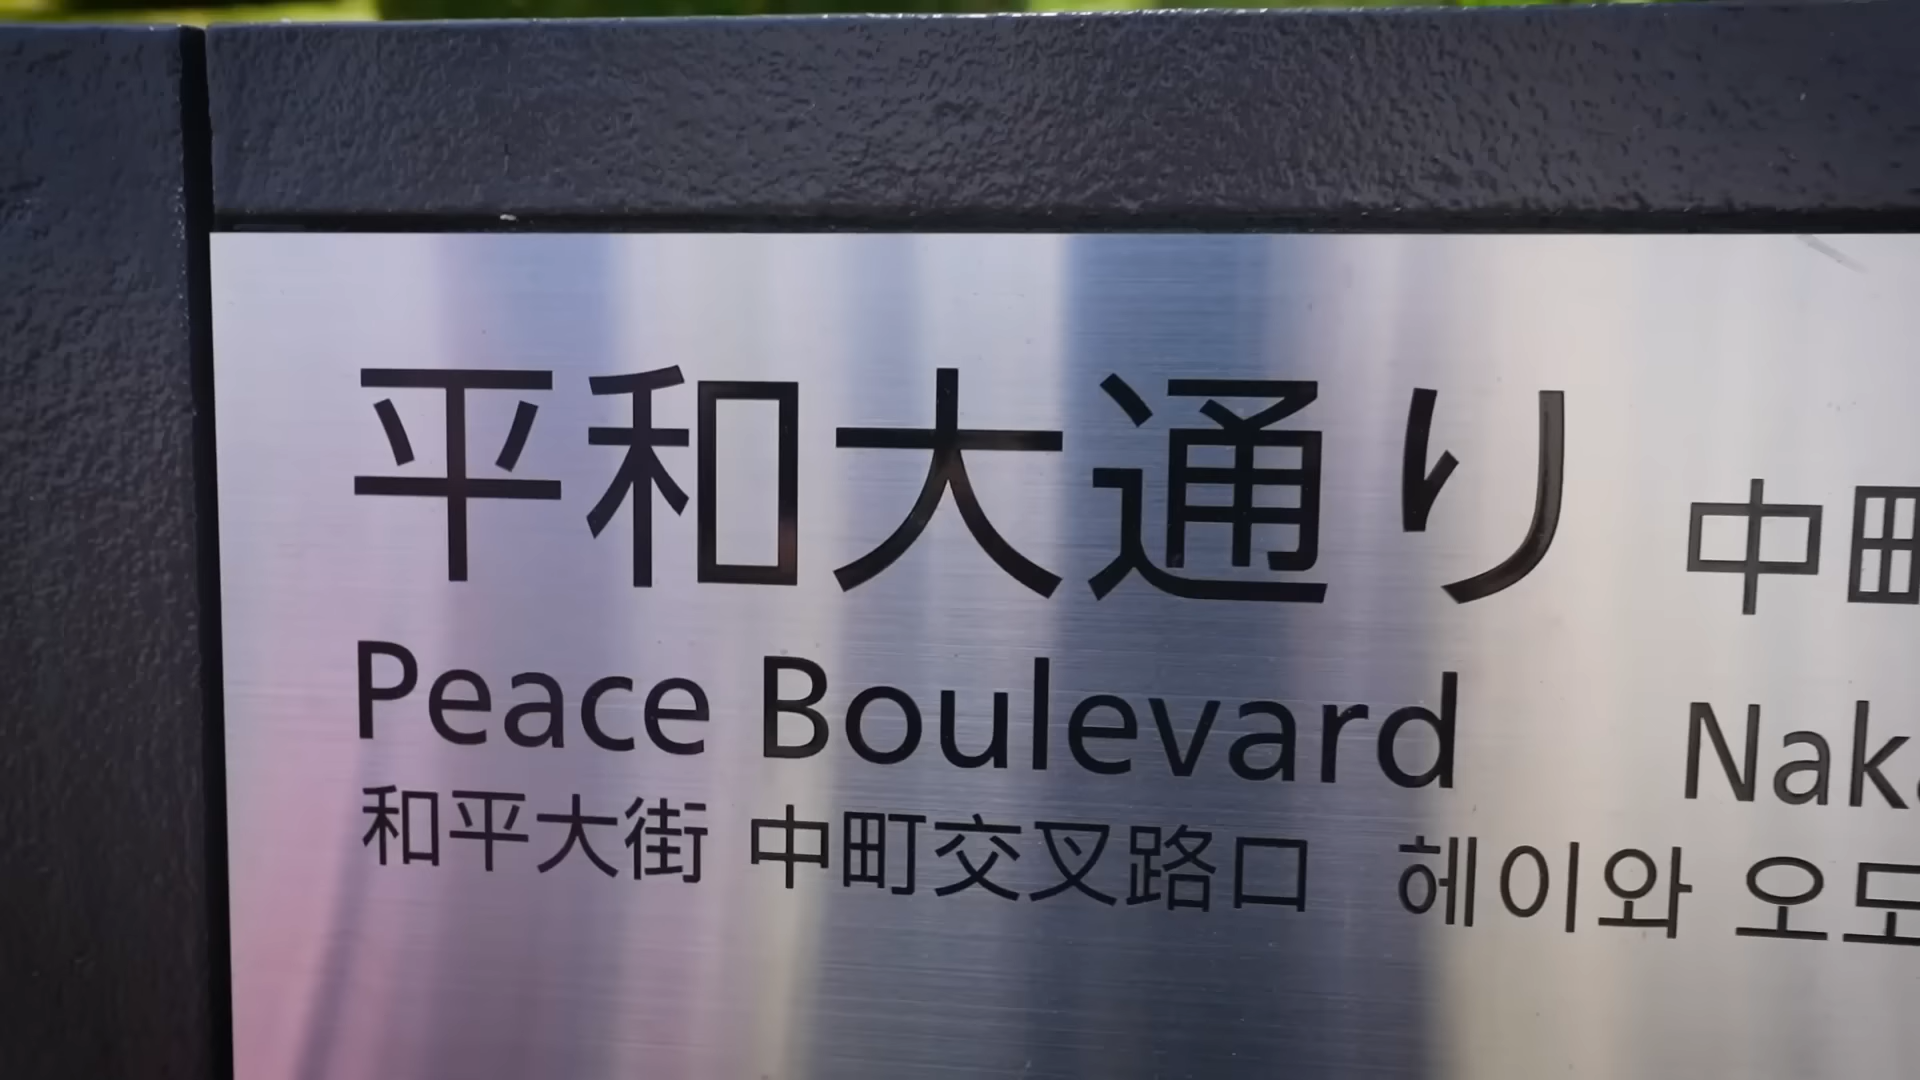 平和大通り 中町
Peace Boulevard Nak
和平大街 中町交叉路口 헤이와 오